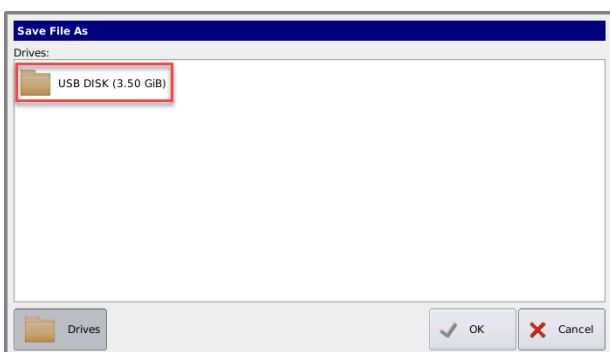 Save File As
Drives:
USB DISK (3.50 GiB)
Drives
OK
Cancel